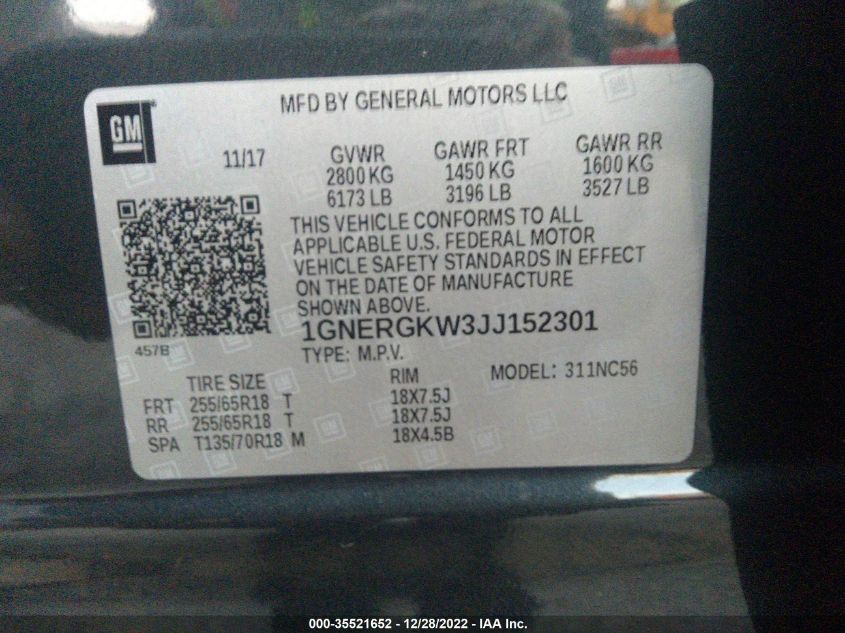 MFD BY GENERAL MOTORS LLC
GM
11/17 GVWR GAWR FRT GAWR RR
2800 KG 1450 KG 1600 KG
6173 LB 3196 LB 3527 LB
THIS VEHICLE CONFORMS TO ALL
APPLICABLE U.S. FEDERAL MOTOR
VEHICLE SAFETY STANDARDS IN EFFECT
ON THE DATE OF MANUFACTURE
SHOWN ABOVE.
1GNERGKW3JJ152301
457B
TYPE: M.P.V. MODEL: 311NC56
TIRE SIZE RIM
FRT 255/65R18 T 18X7.5J
RR 255/65R18 T 18X7.5J
SPA T135/70R18 M 18X4.5B
000-35521652 - 12/28/2022 - IAA Inc.